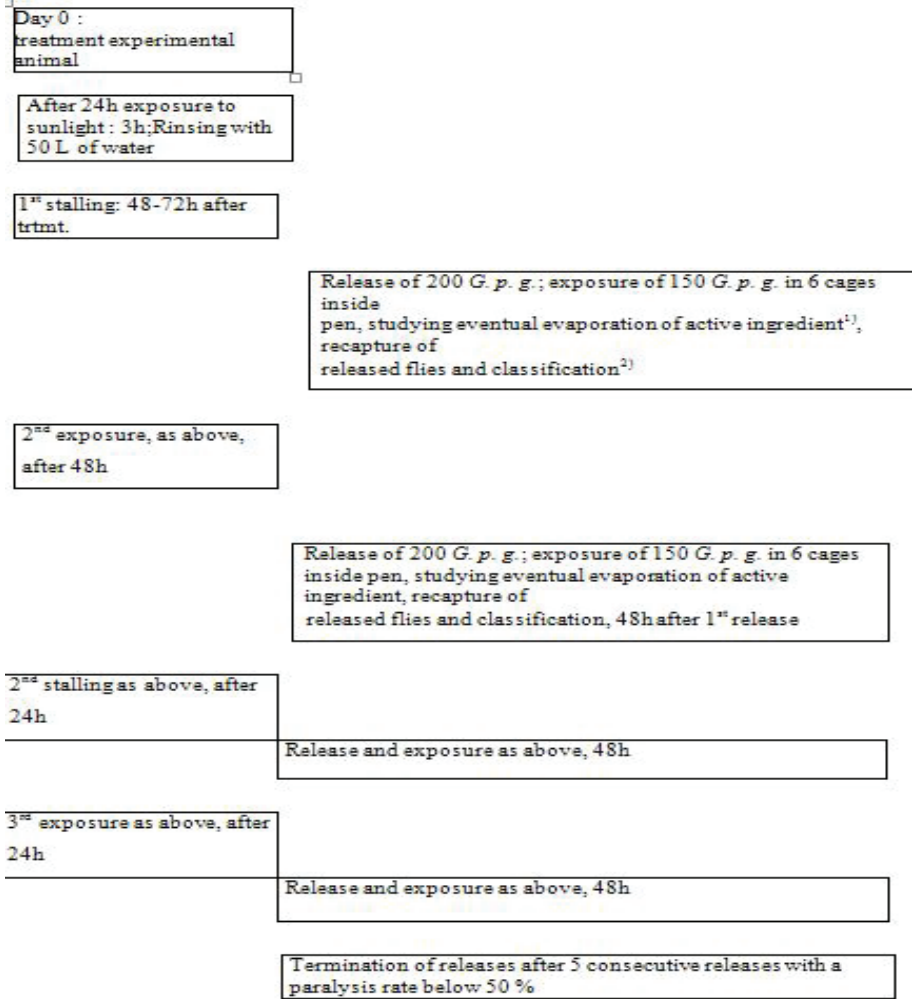 Day 0 :
treatment experimental
animal
After 24h exposure to
sunlight : 3h;Rinsing with
50 L of water
1st stalling: 48-72h after
trtmt.
Release of 200 G. p. g.; exposure of 150 G. p. g. in 6 cages
inside
pen, studying eventual evaporation of active ingredient1),
recapture of
released flies and classification2)
2nd exposure, as above,
after 48h
Release of 200 G. p. g.; exposure of 150 G. p. g. in 6 cages
inside pen, studying eventual evaporation of active
ingredient, recapture of
released flies and classification, 48h after 1st release
2nd stalling as above, after
24h
Release and exposure as above, 48h
3rd exposure as above, after
24h
Release and exposure as above, 48h
Termination of releases after 5 consecutive releases with a
paralysis rate below 50 %